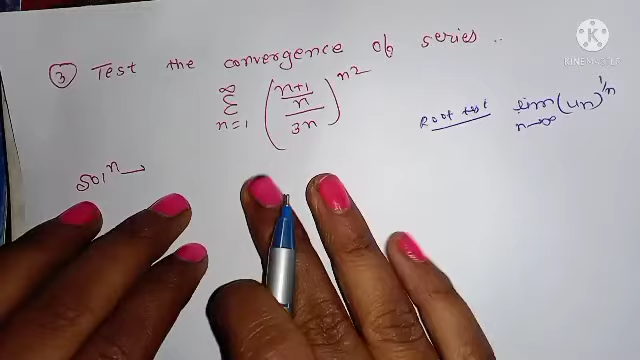 ③ Test the convergence of series..
∞ Σ n=1 ( (n+1)/n / 3n )^n2
Root test lim n→∞ (un)^1/n
Solⁿ →
KINEMASTER